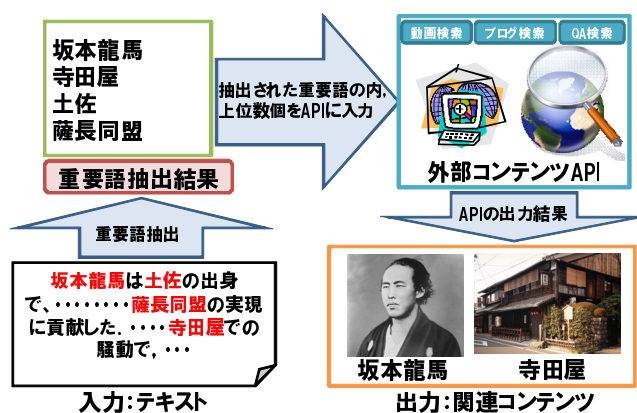 坂本龍馬
寺田屋
土佐
薩長同盟
重要語抽出結果
抽出された重要語の内,
上位数個をAPIに入力
動画検索
ブログ検索
QA検索
外部コンテンツAPI
重要語抽出
APIの出力結果
坂本龍馬は土佐の出身
で、・・・・・・・・薩長同盟の実現
に貢献した．・・・・寺田屋での
騒動で，・・・
入力：テキスト
坂本龍馬
寺田屋
出力：関連コンテンツ